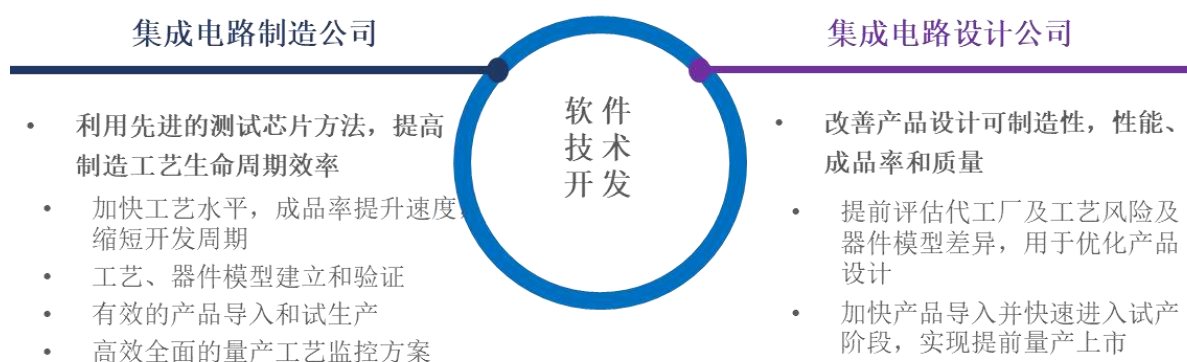 集成电路制造公司
• 利用先进的测试芯片方法，提高
制造工艺生命周期效率
• 加快工艺水平，成品率提升速度，
缩短开发周期
• 工艺、器件模型建立和验证
• 有效的产品导入和试生产
• 高效全面的量产工艺监控方案
软件
技术
开发
集成电路设计公司
• 改善产品设计可制造性，性能、
成品率和质量
• 提前评估代工厂及工艺风险及
器件模型差异，用于优化产品
设计
• 加快产品导入并快速进入试产
阶段，实现提前量产上市